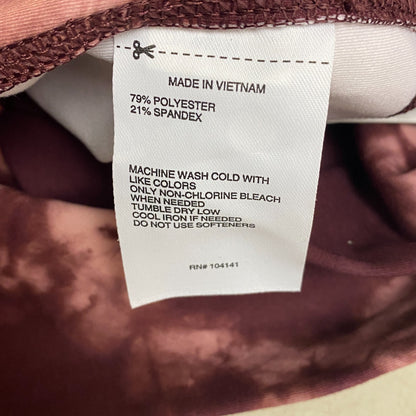 MADE IN VIETNAM
79% POLYESTER
21% SPANDEX
MACHINE WASH COLD WITH
LIKE COLORS
ONLY NON-CHLORINE BLEACH
WHEN NEEDED
TUMBLE DRY LOW
COOL IRON IF NEEDED
DO NOT USE SOFTENERS
RN# 104141